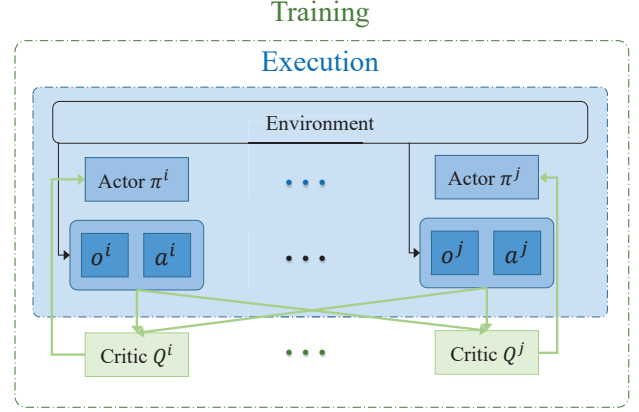 Training
Execution
Environment
Actor π^i
• • •
Actor π^j
o^i a^i
• • •
o^j a^j
Critic Q^i
• • •
Critic Q^j